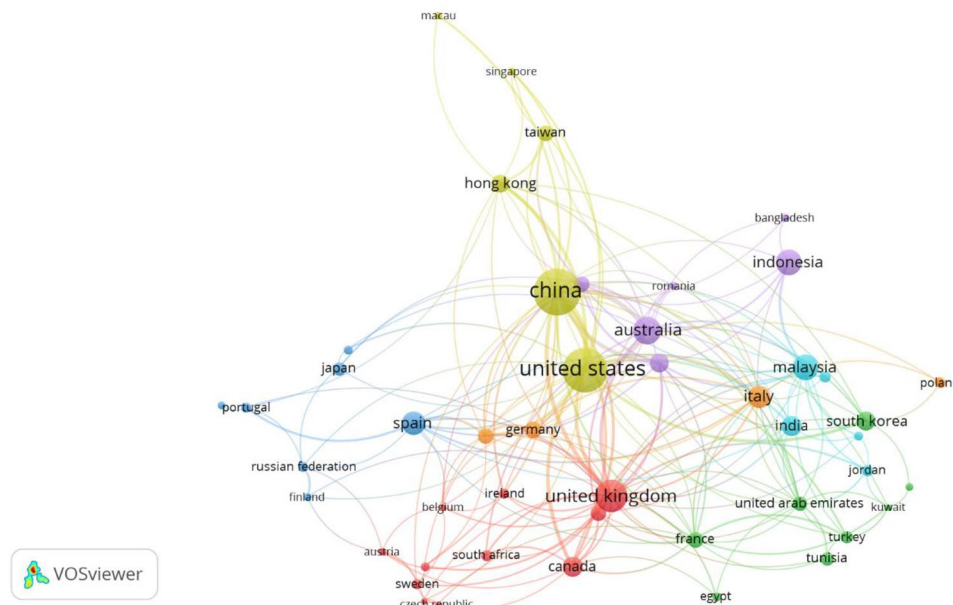 macau
singapore
taiwan
hong kong
bangladesh
indonesia
china
romania
australia
united states
malaysia
japan
polan
italy
portugal
spain
germany
india
south korea
russian federation
jordan
finland
ireland
united kingdom
belgium
united arab emirates
kuwait
france
turkey
austria
south africa
tunisia
canada
sweden
egypt
czech republic
VOSviewer